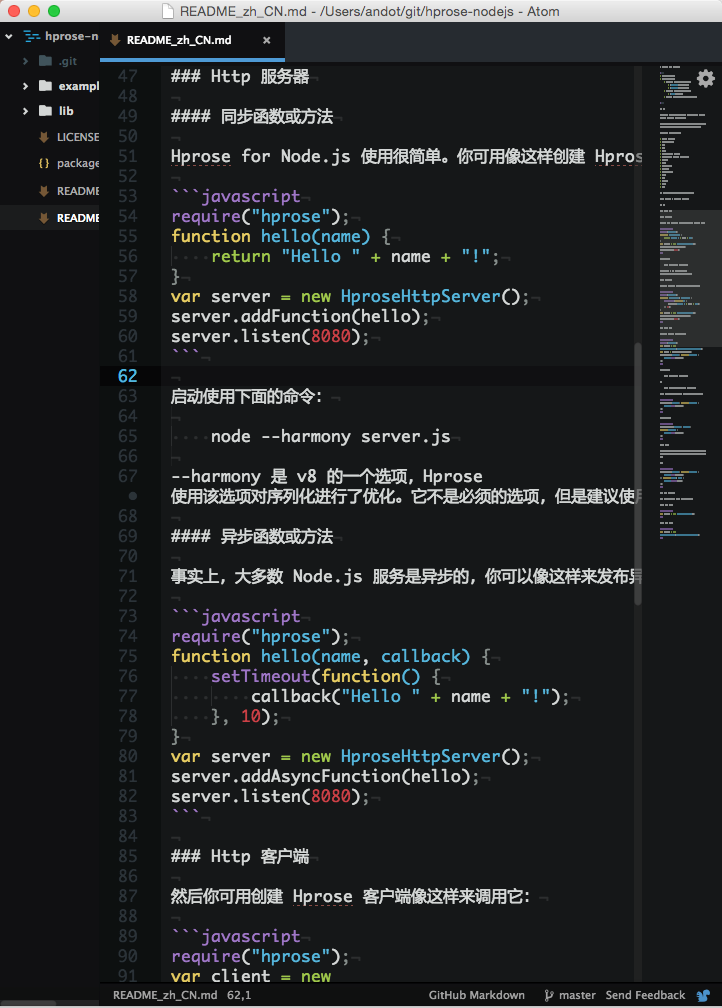 README_zh_CN.md - /Users/andot/git/hprose-nodejs - Atom
hprose-n
README_zh_CN.md
.git
exampl
lib
LICENSE
package
README
README
47 ### Http 服务器
48
49 #### 同步函数或方法
50
51 Hprose for Node.js 使用很简单。你可用像这样创建 Hpros
52
53 ```javascript
54 require("hprose");
55 function hello(name) {
56     return "Hello " + name + "!";
57 }
58 var server = new HproseHttpServer();
59 server.addFunction(hello);
60 server.listen(8080);
61 ```
62
63 启动使用下面的命令：
64
65     node --harmony server.js
66
67 --harmony 是 v8 的一个选项，Hprose
使用该选项对序列化进行了优化。它不是必须的选项，但是建议使用
68
69 #### 异步函数或方法
70
71 事实上，大多数 Node.js 服务是异步的，你可以像这样来发布异
72
73 ```javascript
74 require("hprose");
75 function hello(name, callback) {
76     setTimeout(function() {
77         callback("Hello " + name + "!");
78     }, 10);
79 }
80 var server = new HproseHttpServer();
81 server.addAsyncFunction(hello);
82 server.listen(8080);
83 ```
84
85 ### Http 客户端
86
87 然后你可用创建 Hprose 客户端像这样来调用它：
88
89 ```javascript
90 require("hprose");
91 var client = new
README_zh_CN.md 62,1 GitHub Markdown master Send Feedback